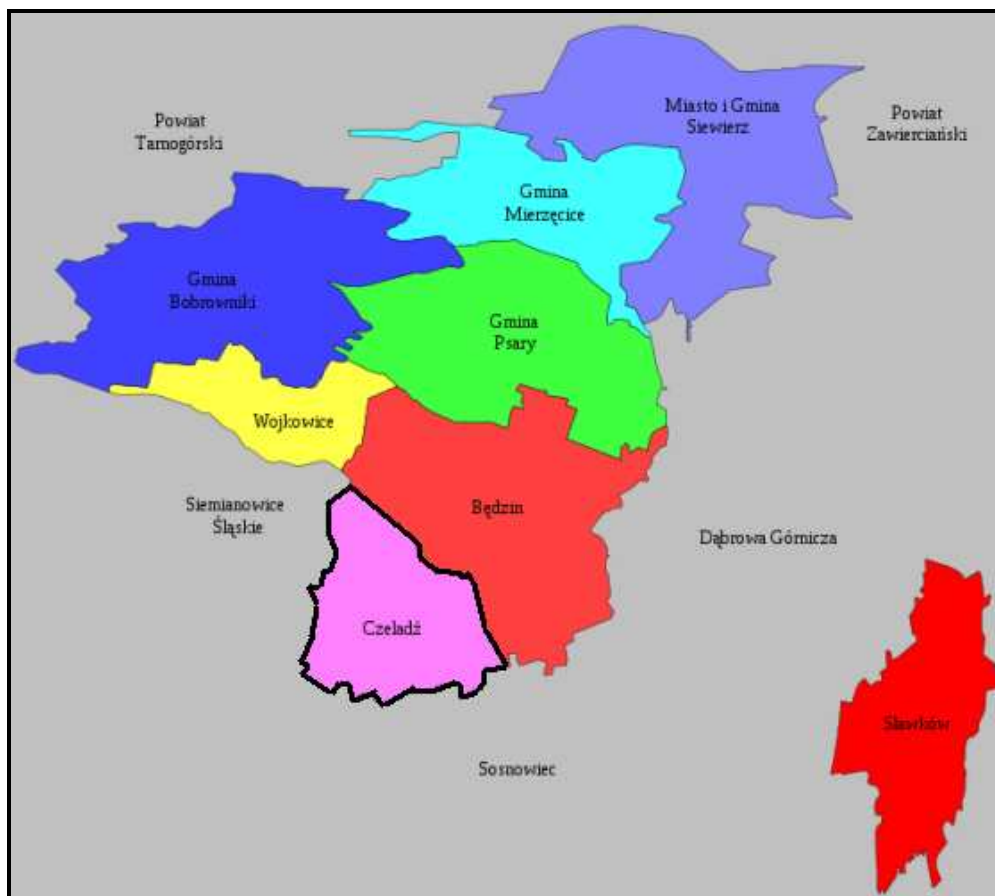 Miasto i Gmina
Siewierz
Powiat
Zawierciański
Powiat
Tarnogórski
Gmina
Mierzęcice
Gmina
Bobrowniki
Gmina
Psary
Wojkowice
Siemianowice
Śląskie
Będzin
Dąbrowa Górnicza
Czeladź
Sławków
Sosnowiec